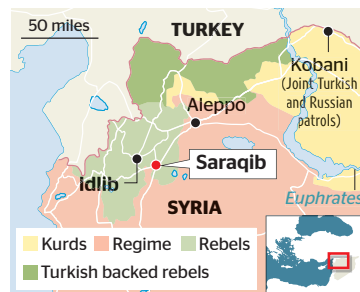 50 miles
TURKEY
Kobani
(Joint Turkish
and Russian
patrols)
Aleppo
Saraqib
idlib
Euphrates
SYRIA
Kurds
Regime
Rebels
Turkish backed rebels